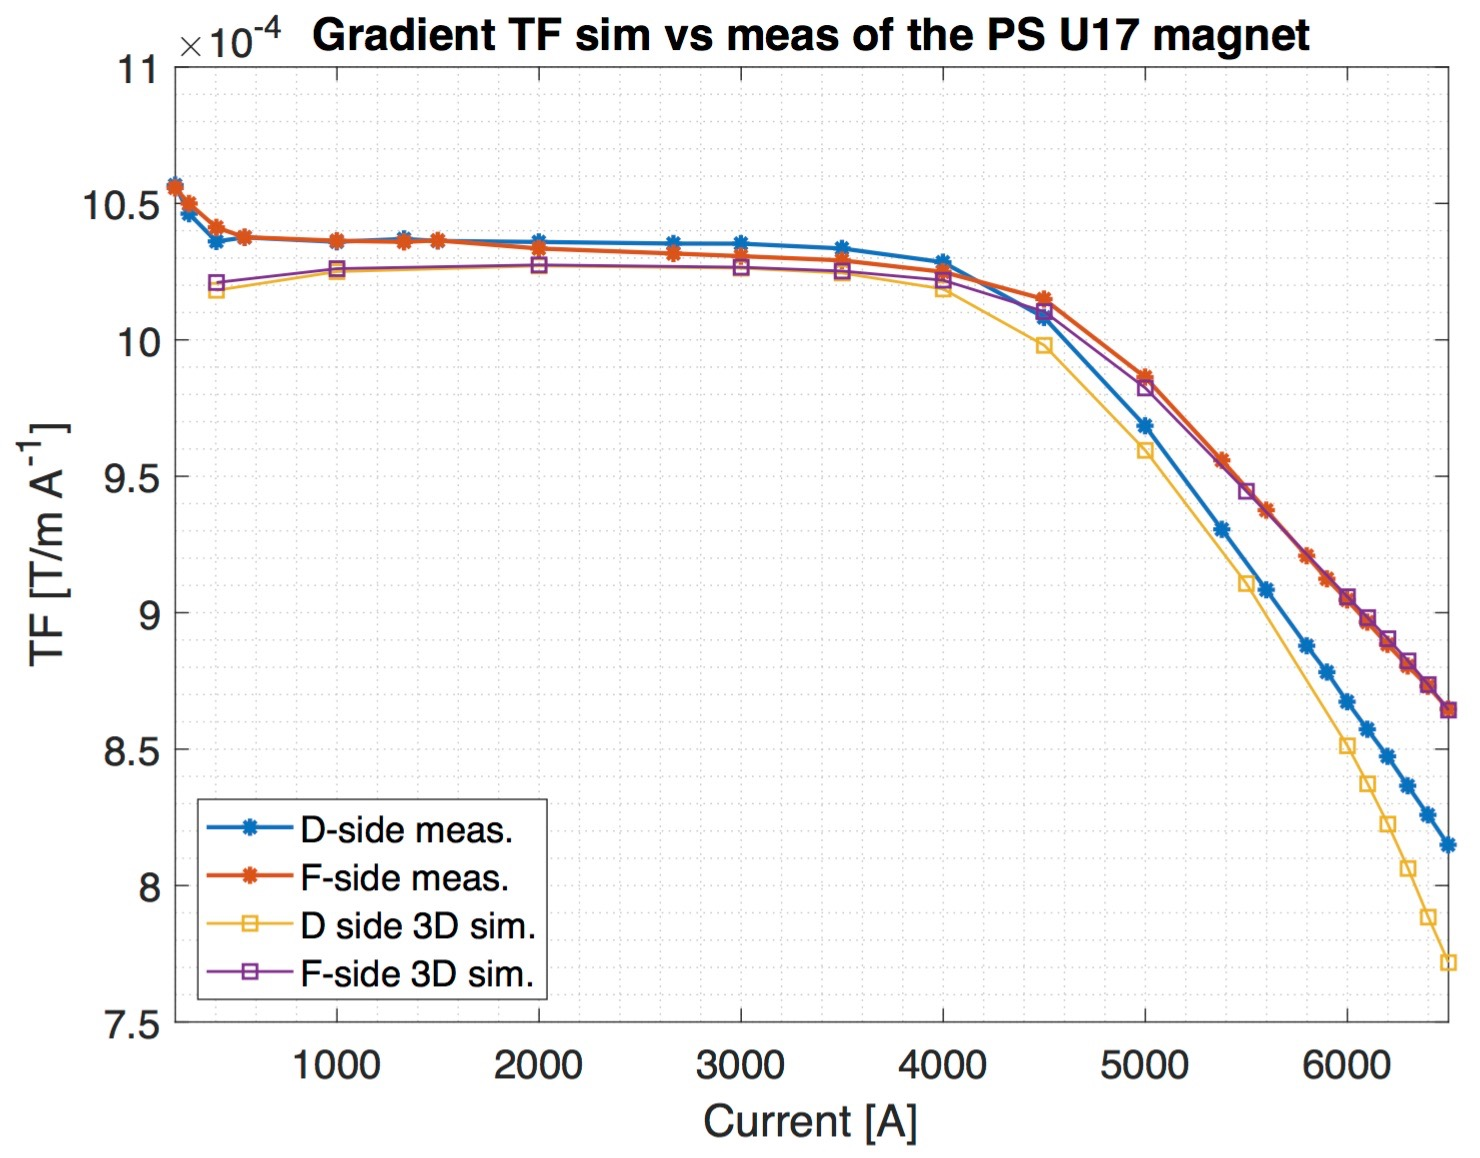 ×10-4 Gradient TF sim vs meas of the PS U17 magnet
11
10.5
10
9.5
9
8.5
8
7.5
TF [T/m A-1]
D-side meas.
F-side meas.
D side 3D sim.
F-side 3D sim.
1000 2000 3000 4000 5000 6000
Current [A]